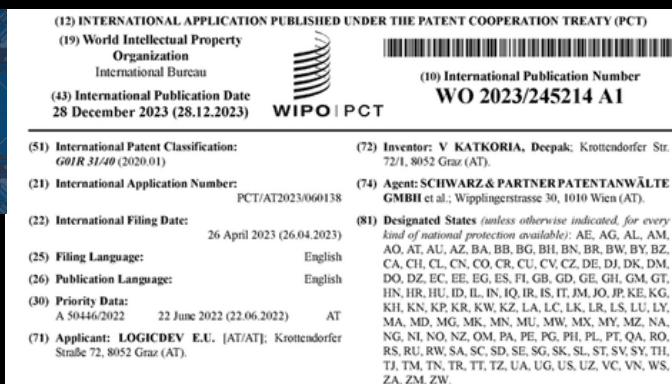 (12) INTERNATIONAL APPLICATION PUBLISHED UNDER THE PATENT COOPERATION TREATY (PCT)
(19) World Intellectual Property
Organization
International Bureau
(43) International Publication Date
28 December 2023 (28.12.2023)
WIPO | PCT
(10) International Publication Number
WO 2023/245214 A1
(51) International Patent Classification:
G01R 31/40 (2020.01)
(21) International Application Number:
PCT/AT2023/060138
(22) International Filing Date:
26 April 2023 (26.04.2023)
(25) Filing Language: English
(26) Publication Language: English
(30) Priority Data:
A 50446/2022 22 June 2022 (22.06.2022) AT
(71) Applicant: LOGICDEV E.U. [AT/AT]; Krottendorfer
Straße 72, 8052 Graz (AT).
(72) Inventor: V KATKORIA, Deepak; Krottendorfer Str.
72/1, 8052 Graz (AT).
(74) Agent: SCHWARZ & PARTNER PATENTANWÄLTE
GMBH et al.; Wipplingerstrasse 30, 1010 Wien (AT).
(81) Designated States (unless otherwise indicated, for every
kind of national protection available): AE, AG, AL, AM,
AO, AT, AU, AZ, BA, BB, BG, BH, BN, BR, BW, BY, BZ,
CA, CH, CL, CN, CO, CR, CU, CV, CZ, DE, DJ, DK, DM,
DO, DZ, EC, EE, EG, ES, FI, GB, GD, GE, GH, GM, GT,
HN, HR, HU, ID, IL, IN, IQ, IR, IS, IT, JM, JO, JP, KE, KG,
KH, KN, KP, KR, KW, KZ, LA, LC, LK, LR, LS, LU, LY,
MA, MD, MG, MK, MN, MU, MW, MX, MY, MZ, NA,
NG, NI, NO, NZ, OM, PA, PE, PG, PH, PL, PT, QA, RO,
RS, RU, RW, SA, SC, SD, SE, SG, SK, SL, ST, SV, SY, TH,
TJ, TM, TN, TR, TT, TZ, UA, UG, US, UZ, VC, VN, WS,
ZA, ZM, ZW.